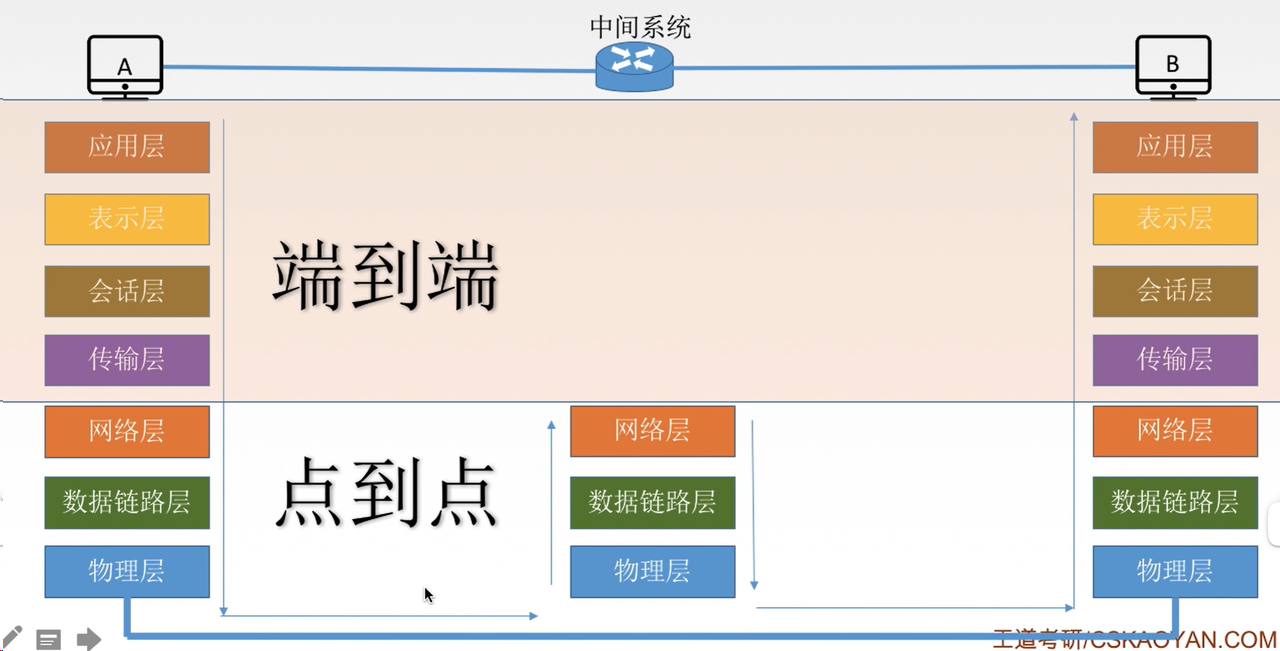 中间系统
A
B
应用层
应用层
表示层
表示层
会话层
会话层
端到端
传输层
传输层
网络层
网络层
网络层
点到点
数据链路层
数据链路层
数据链路层
物理层
物理层
物理层
王道考研/CSKAOYAN.COM